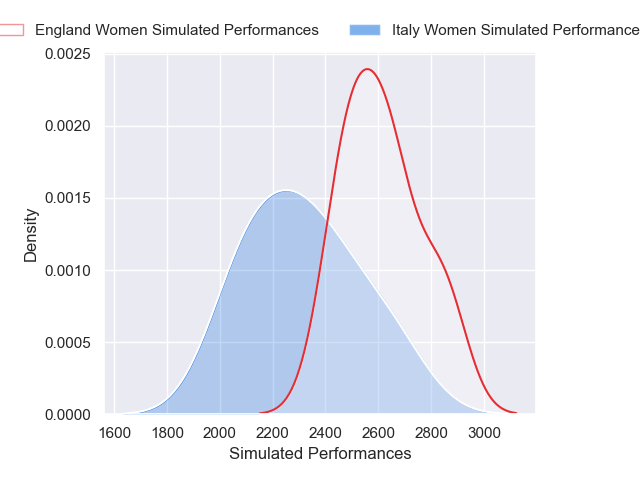 England Women Simulated Performances Italy Women Simulated Performance
0.0025
0.0020
0.0015
0.0010
0.0005
0.0000
Density
1600 1800 2000 2200 2400 2600 2800 3000
Simulated Performances